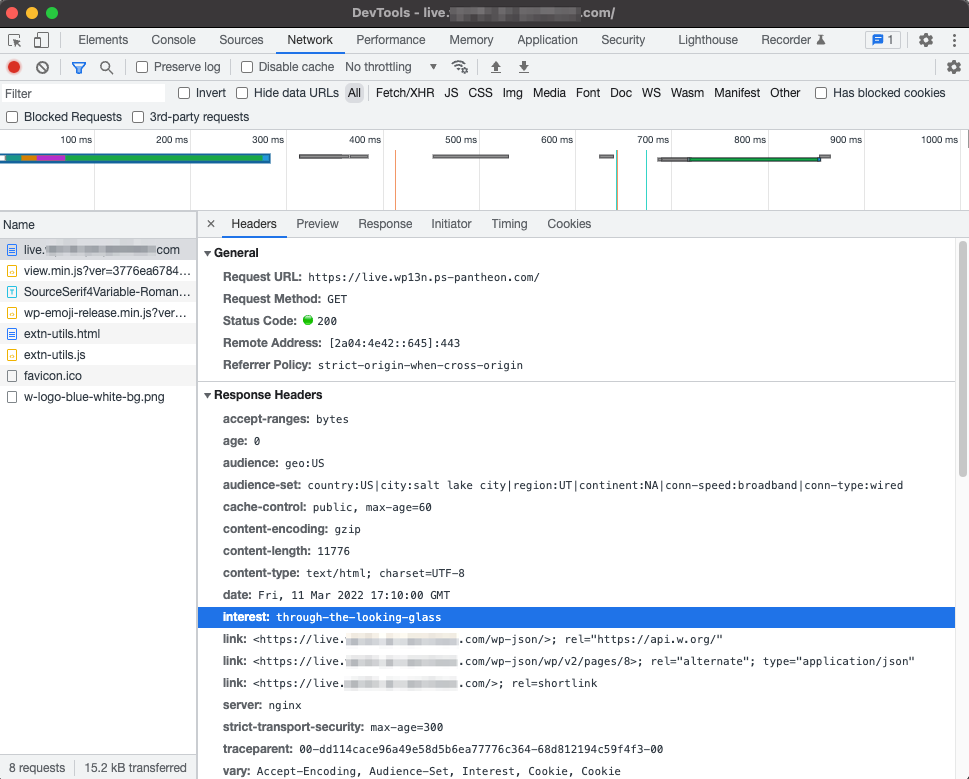 DevTools - live. .com/
Elements Console Sources Network Performance Memory Application Security Lighthouse Recorder 1
Preserve log Disable cache No throttling
Filter Invert Hide data URLs All Fetch/XHR JS CSS Img Media Font Doc WS Wasm Manifest Other Has blocked cookies
Blocked Requests 3rd-party requests
100 ms 200 ms 300 ms 400 ms 500 ms 600 ms 700 ms 800 ms 900 ms 1000 ms
Name
live. com
view.min.js?ver=3776ea6784...
SourceSerif4Variable-Roman...
wp-emoji-release.min.js?ver...
extn-utils.html
extn-utils.js
favicon.ico
w-logo-blue-white-bg.png
8 requests 15.2 kB transferred
× Headers Preview Response Initiator Timing Cookies
General
Request URL: https://live.wp13n.ps-pantheon.com/
Request Method: GET
Status Code: 200
Remote Address: [2a04:4e42::645]:443
Referrer Policy: strict-origin-when-cross-origin
Response Headers
accept-ranges: bytes
age: 0
audience: geo:US
audience-set: country:US|city:salt lake city|region:UT|continent:NA|conn-speed:broadband|conn-type:wired
cache-control: public, max-age=60
content-encoding: gzip
content-length: 11776
content-type: text/html; charset=UTF-8
date: Fri, 11 Mar 2022 17:10:00 GMT
interest: through-the-looking-glass
link: <https://live. .com/wp-json/>; rel="https://api.w.org/"
link: <https://live. .com/wp-json/wp/v2/pages/8>; rel="alternate"; type="application/json"
link: <https://live. .com/>; rel=shortlink
server: nginx
strict-transport-security: max-age=300
traceparent: 00-dd114cace96a49e58d5b6ea77776c364-68d812194c59f4f3-00
vary: Accept-Encoding, Audience-Set, Interest, Cookie, Cookie